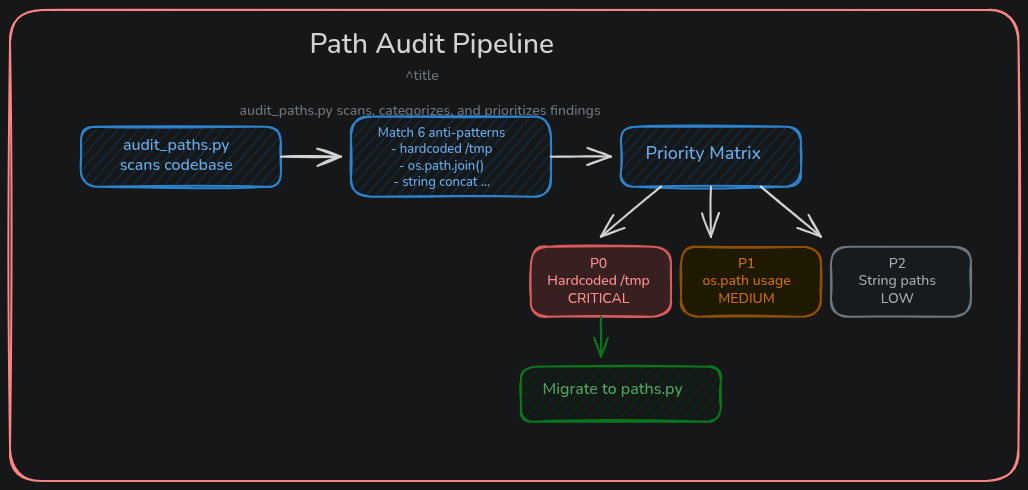 Path Audit Pipeline
^title
audit_paths.py scans, categorizes, and prioritizes findings
audit_paths.py
scans codebase
Match 6 anti-patterns
- hardcoded /tmp
- os.path.join()
- string concat ...
Priority Matrix
P0
Hardcoded /tmp
CRITICAL
P1
os.path usage
MEDIUM
P2
String paths
LOW
Migrate to paths.py